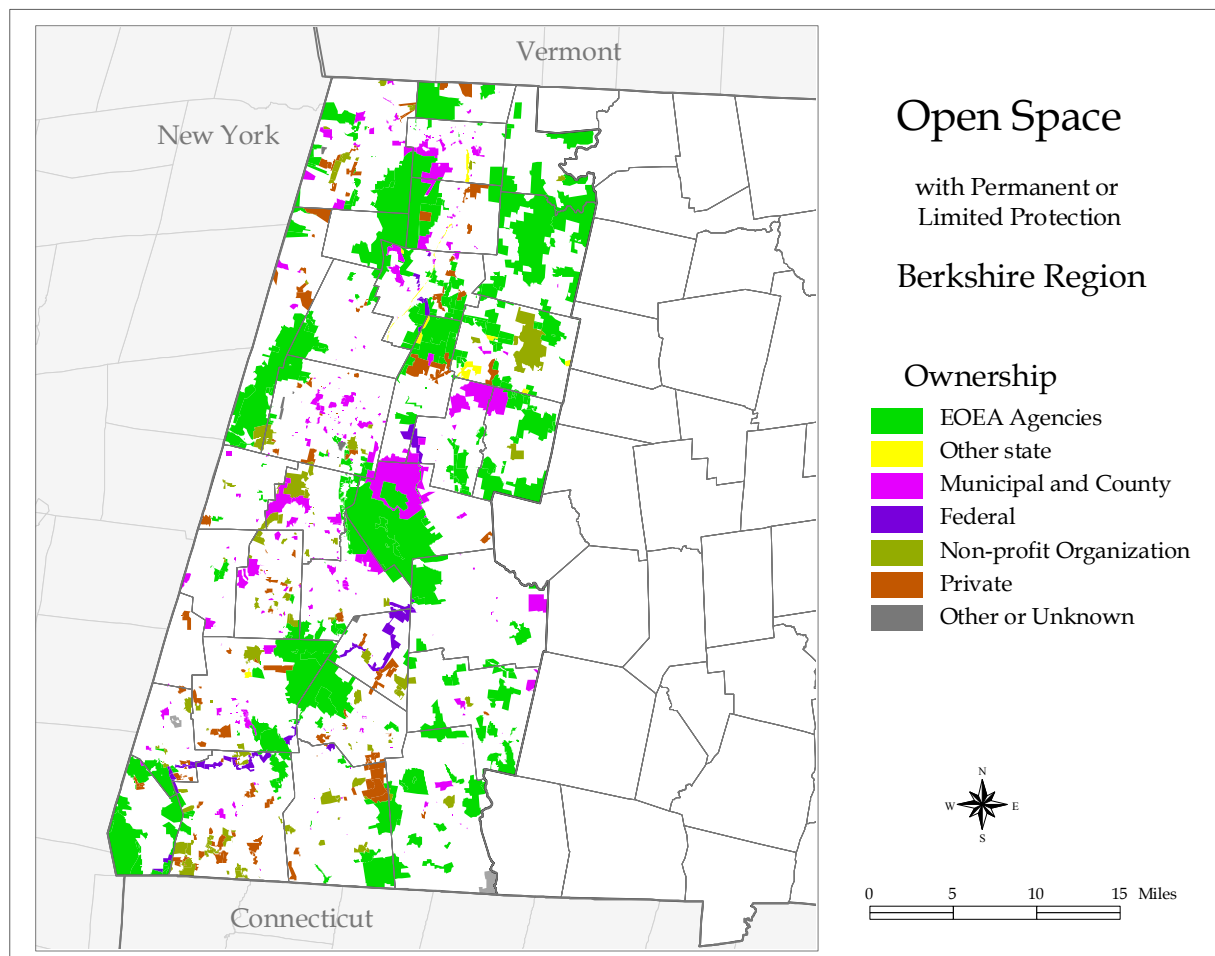 Vermont
New York
Connecticut
Open Space
with Permanent or
Limited Protection
Berkshire Region
Ownership
EOEA Agencies
Other state
Municipal and County
Federal
Non-profit Organization
Private
Other or Unknown
N
W E
S
0 5 10 15 Miles